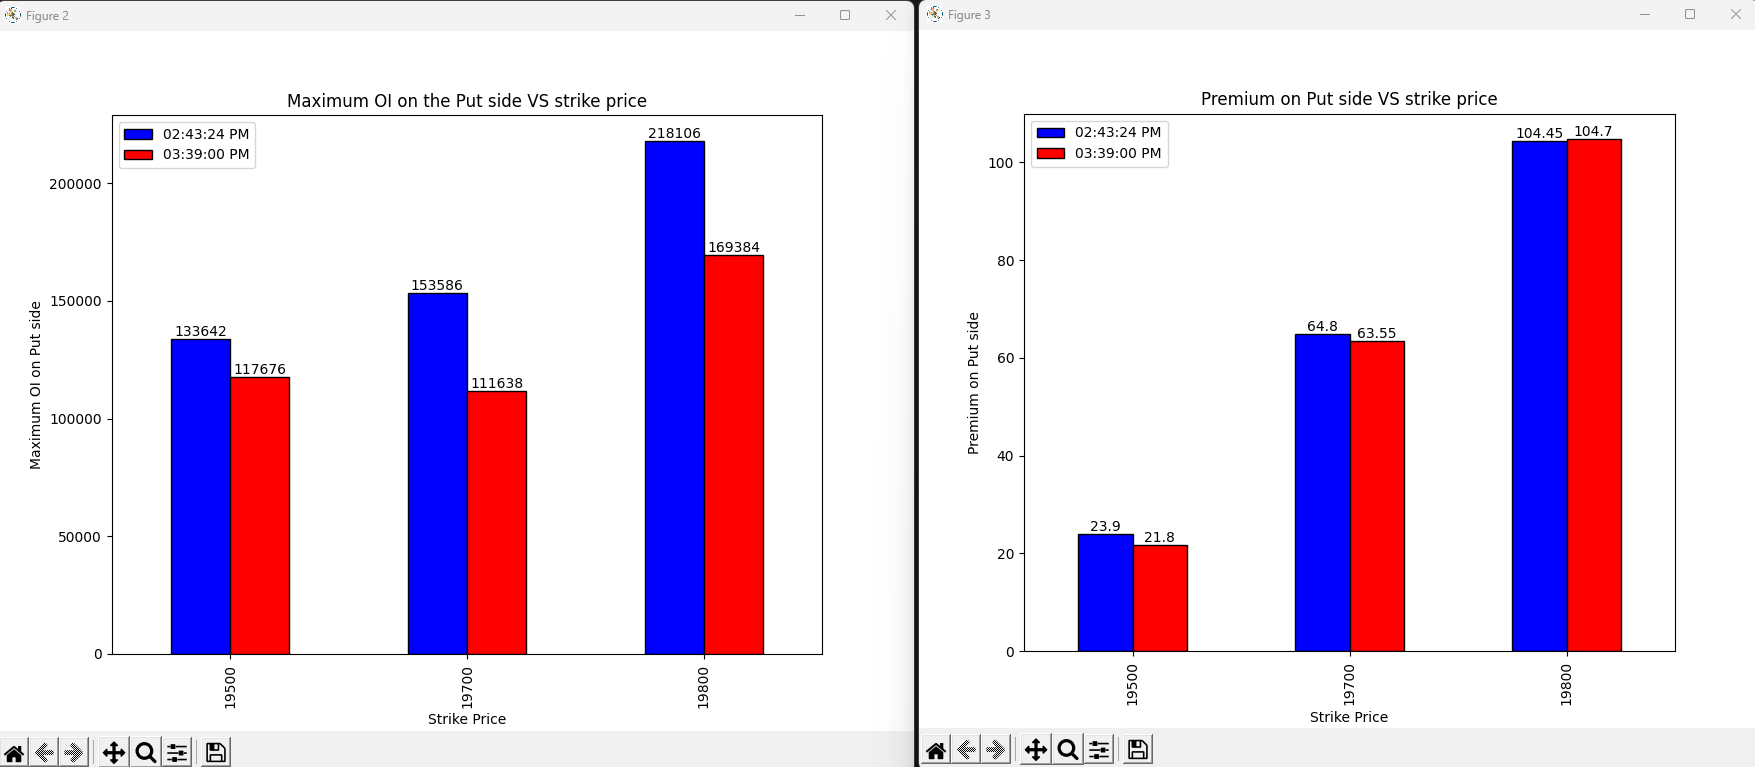 Figure 2
Maximum OI on the Put side VS strike price
02:43:24 PM
03:39:00 PM
218106
200000
169384
153586
150000
133642
117676
111638
100000
50000
0
Maximum OI on Put side
19500
19700
19800
Strike Price
Figure 3
Premium on Put side VS strike price
02:43:24 PM
03:39:00 PM
104.45
104.7
100
80
64.8
63.55
60
40
23.9
21.8
20
0
Premium on Put side
19500
19700
19800
Strike Price